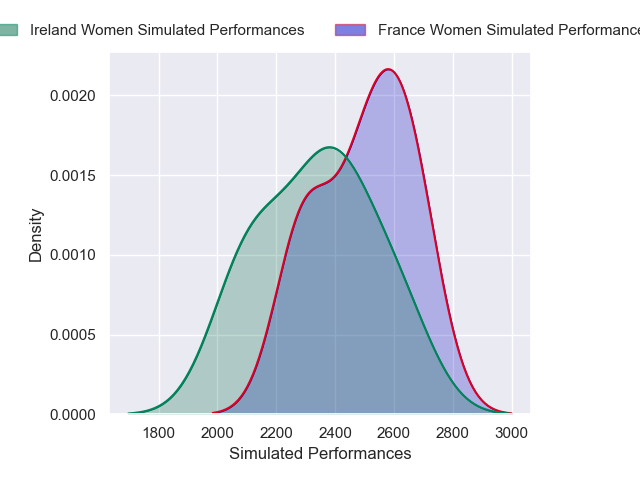 Ireland Women Simulated Performances France Women Simulated Performance
0.0020
0.0015
0.0010
0.0005
0.0000
Density
1800 2000 2200 2400 2600 2800 3000
Simulated Performances